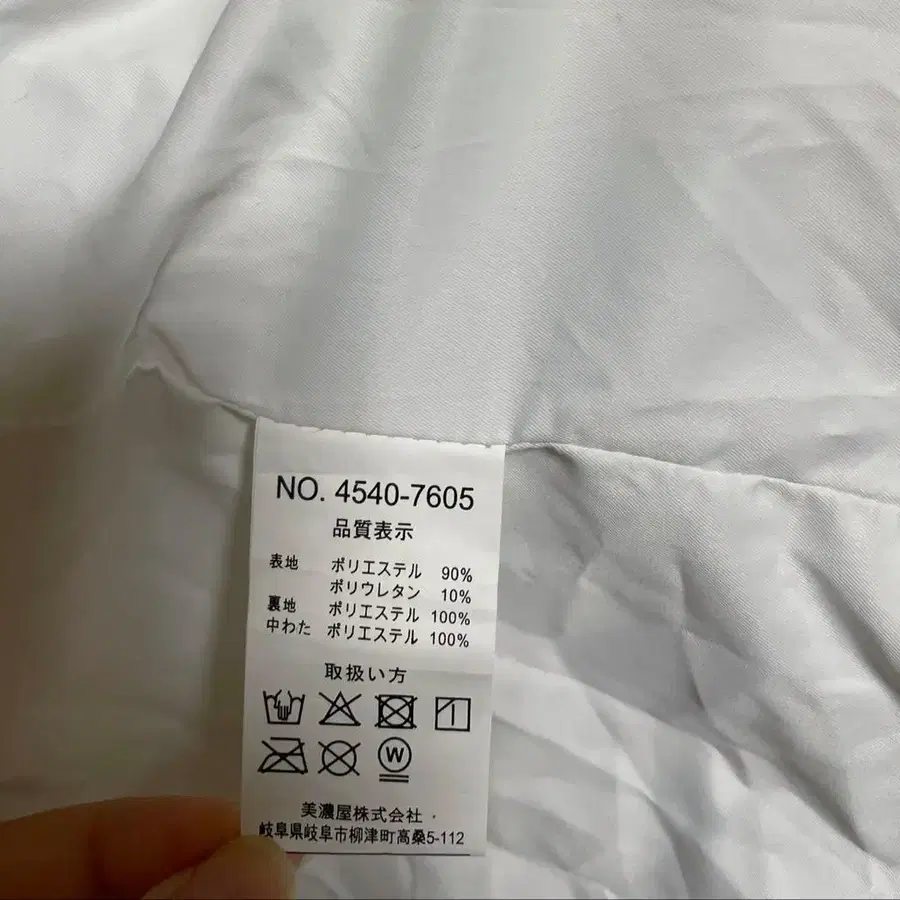 NO. 4540-7605
品質表示
表地 ポリエステル 90%
ポリウレタン 10%
裏地 ポリエステル 100%
中わた ポリエステル 100%
取扱い方
W
美濃屋株式会社
岐阜県岐阜市柳津町高桑5-112